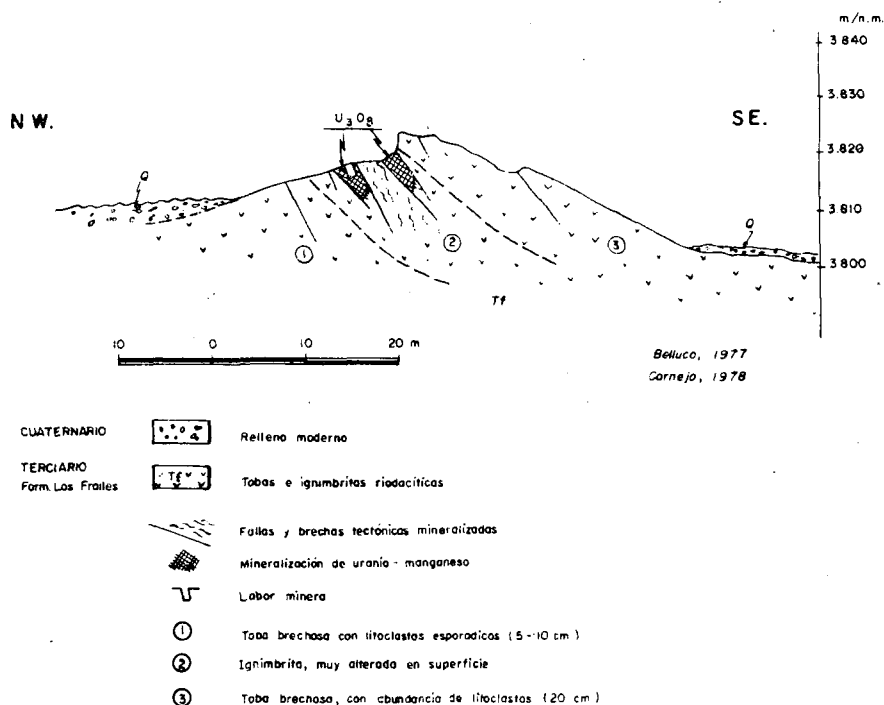 m/n.m.
3.840
3.830
NW.
SE.
U3O8
3.820
Q
3.810
Q
1
2
3
3.800
Tf
10 0 10 20 m
Belluco, 1977
Cornejo, 1978
CUATERNARIO
Relleno moderno
TERCIARIO
Form. Los Frailes
Tf
Tobas e ignumbritas riodacíticas
Fallas y brechas tectónicas mineralizadas
Mineralización de uranio - manganeso
Labor minera
1 Toba brechosa con litoclastos esporadicos (5-10 cm)
2 Ignimbrita, muy alterada en superficie
3 Toba brechosa, con abundancia de litoclastos (20 cm)